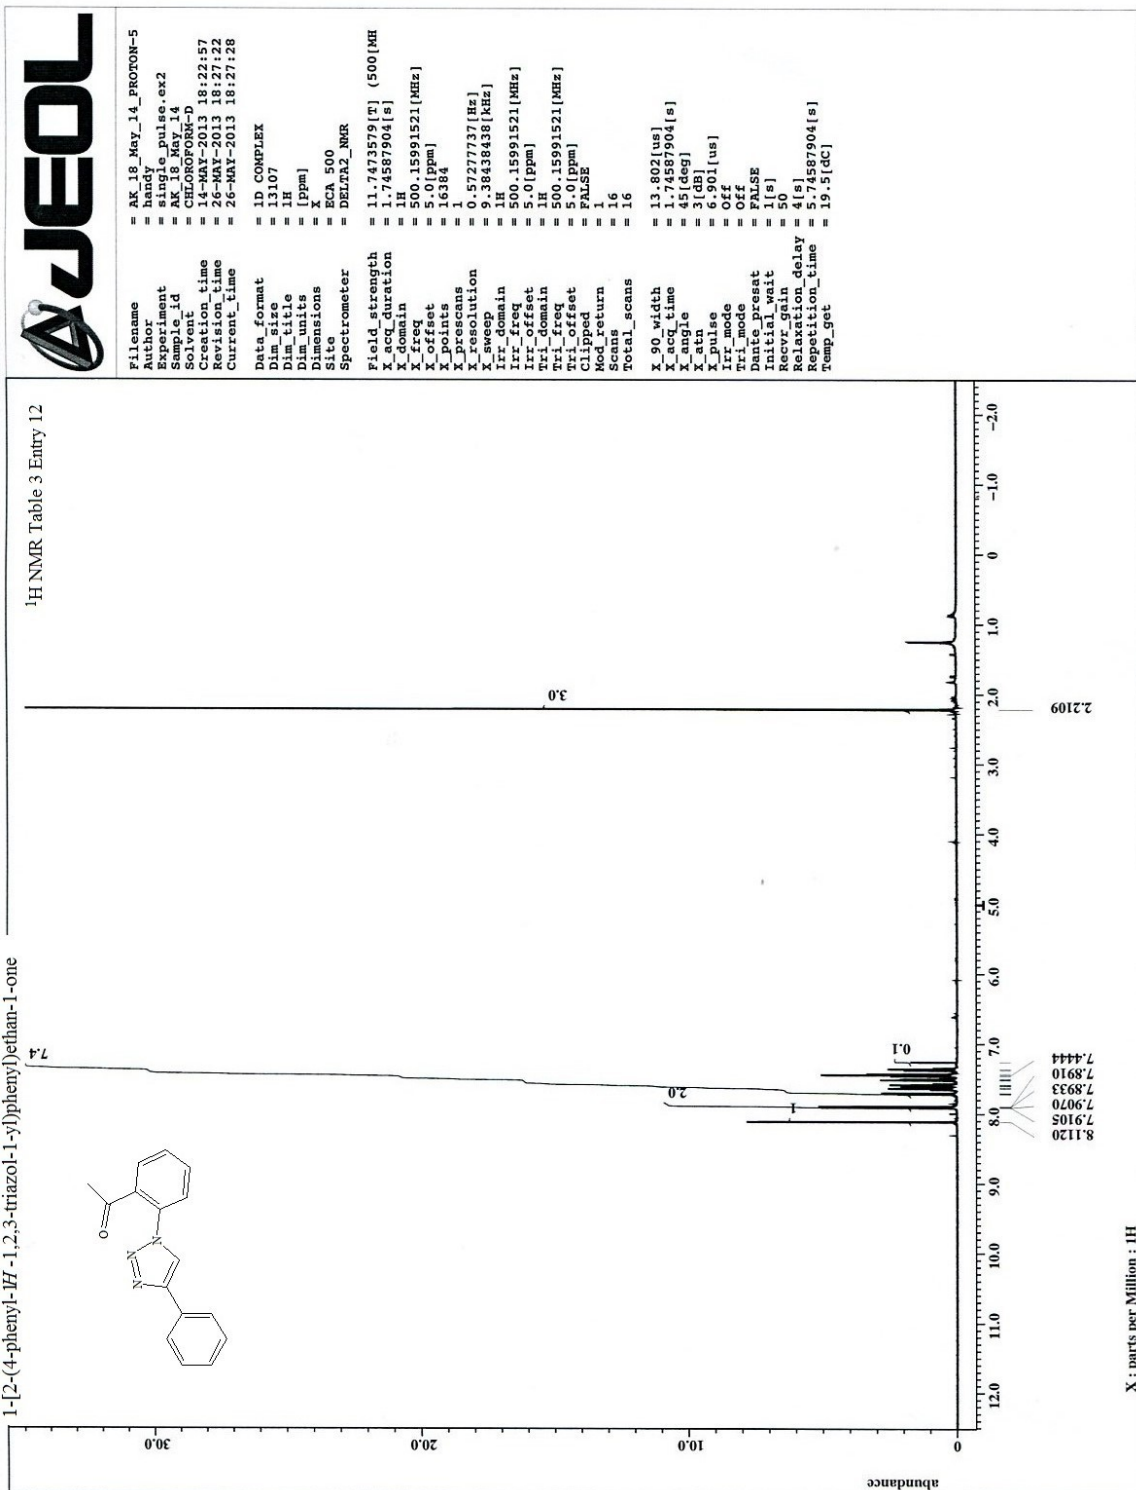 1-[2-(4-phenyl-1H-1,2,3-triazol-1-yl)phenyl)ethan-1-one
¹H NMR Table 3 Entry 12
JEOL
Filename = AK_18_May_14_PROTON-5
Author = handy
Experiment = single_pulse.ex2
Sample_id = AK_18_May_14
Solvent = CHLOROFORM-D
Creation_time = 14-MAY-2013 18:22:57
Revision_time = 26-MAY-2013 18:27:22
Current_time = 26-MAY-2013 18:27:28
Data_format = 1D COMPLEX
Dim_size = 13107
Dim_title = 1H
Dim_units = [ppm]
Dimensions = X
Site = ECA 500
Spectrometer = DELTA2_NMR
Field_strength = 11.7473579[T] (500[MH
X_acq_duration = 1.74587904[s]
X_domain = 1H
X_freq = 500.15991521[MHz]
X_offset = 5.0[ppm]
X_points = 16384
X_prescans = 1
X_resolution = 0.57277737[Hz]
X_sweep = 9.38438438[kHz]
Irr_domain = 1H
Irr_freq = 500.15991521[MHz]
Irr_offset = 5.0[ppm]
Tri_domain = 1H
Tri_freq = 500.15991521[MHz]
Tri_offset = 5.0[ppm]
Clipped = FALSE
Mod_return = 1
Scans = 16
Total_scans = 16
X_90_width = 13.802[us]
X_acq_time = 1.74587904[s]
X_angle = 45[deg]
X_atn = 3[dB]
X_pulse = 6.901[us]
Irr_mode = Off
Tri_mode = Off
Dante_presat = FALSE
Initial_wait = 1[s]
Recvr_gain = 50
Relaxation_delay = 4[s]
Repetition_time = 5.74587904[s]
Temp_get = 19.5[dC]
O
N
N
N
7.4
2.0
1
0.1
3.0
abundance
0 10.0 20.0 30.0
12.0 11.0 10.0 9.0 8.0 7.0 6.0 5.0 4.0 3.0 2.0 1.0 0 -1.0 -2.0
8.1120
7.9105
7.9070
7.8933
7.8910
7.4444
2.2109
X : parts per Million : 1H